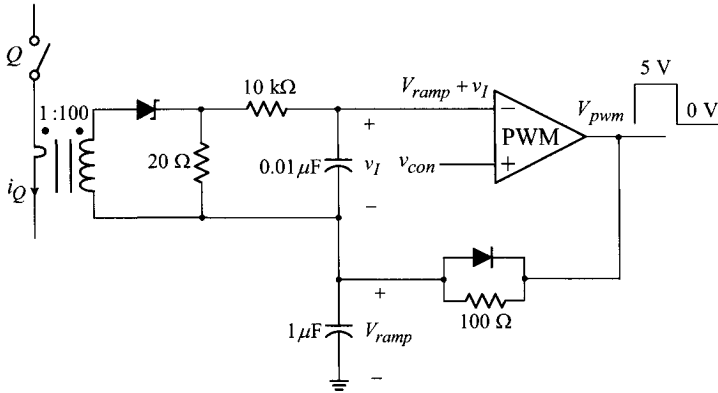 Q
1 :100
i_Q
10 kΩ
20 Ω
0.01 μF
+
v_I
−
V_ramp + v_I
v_con
−
PWM
+
V_pwm
5 V
0 V
100 Ω
1 μF
+
V_ramp
−